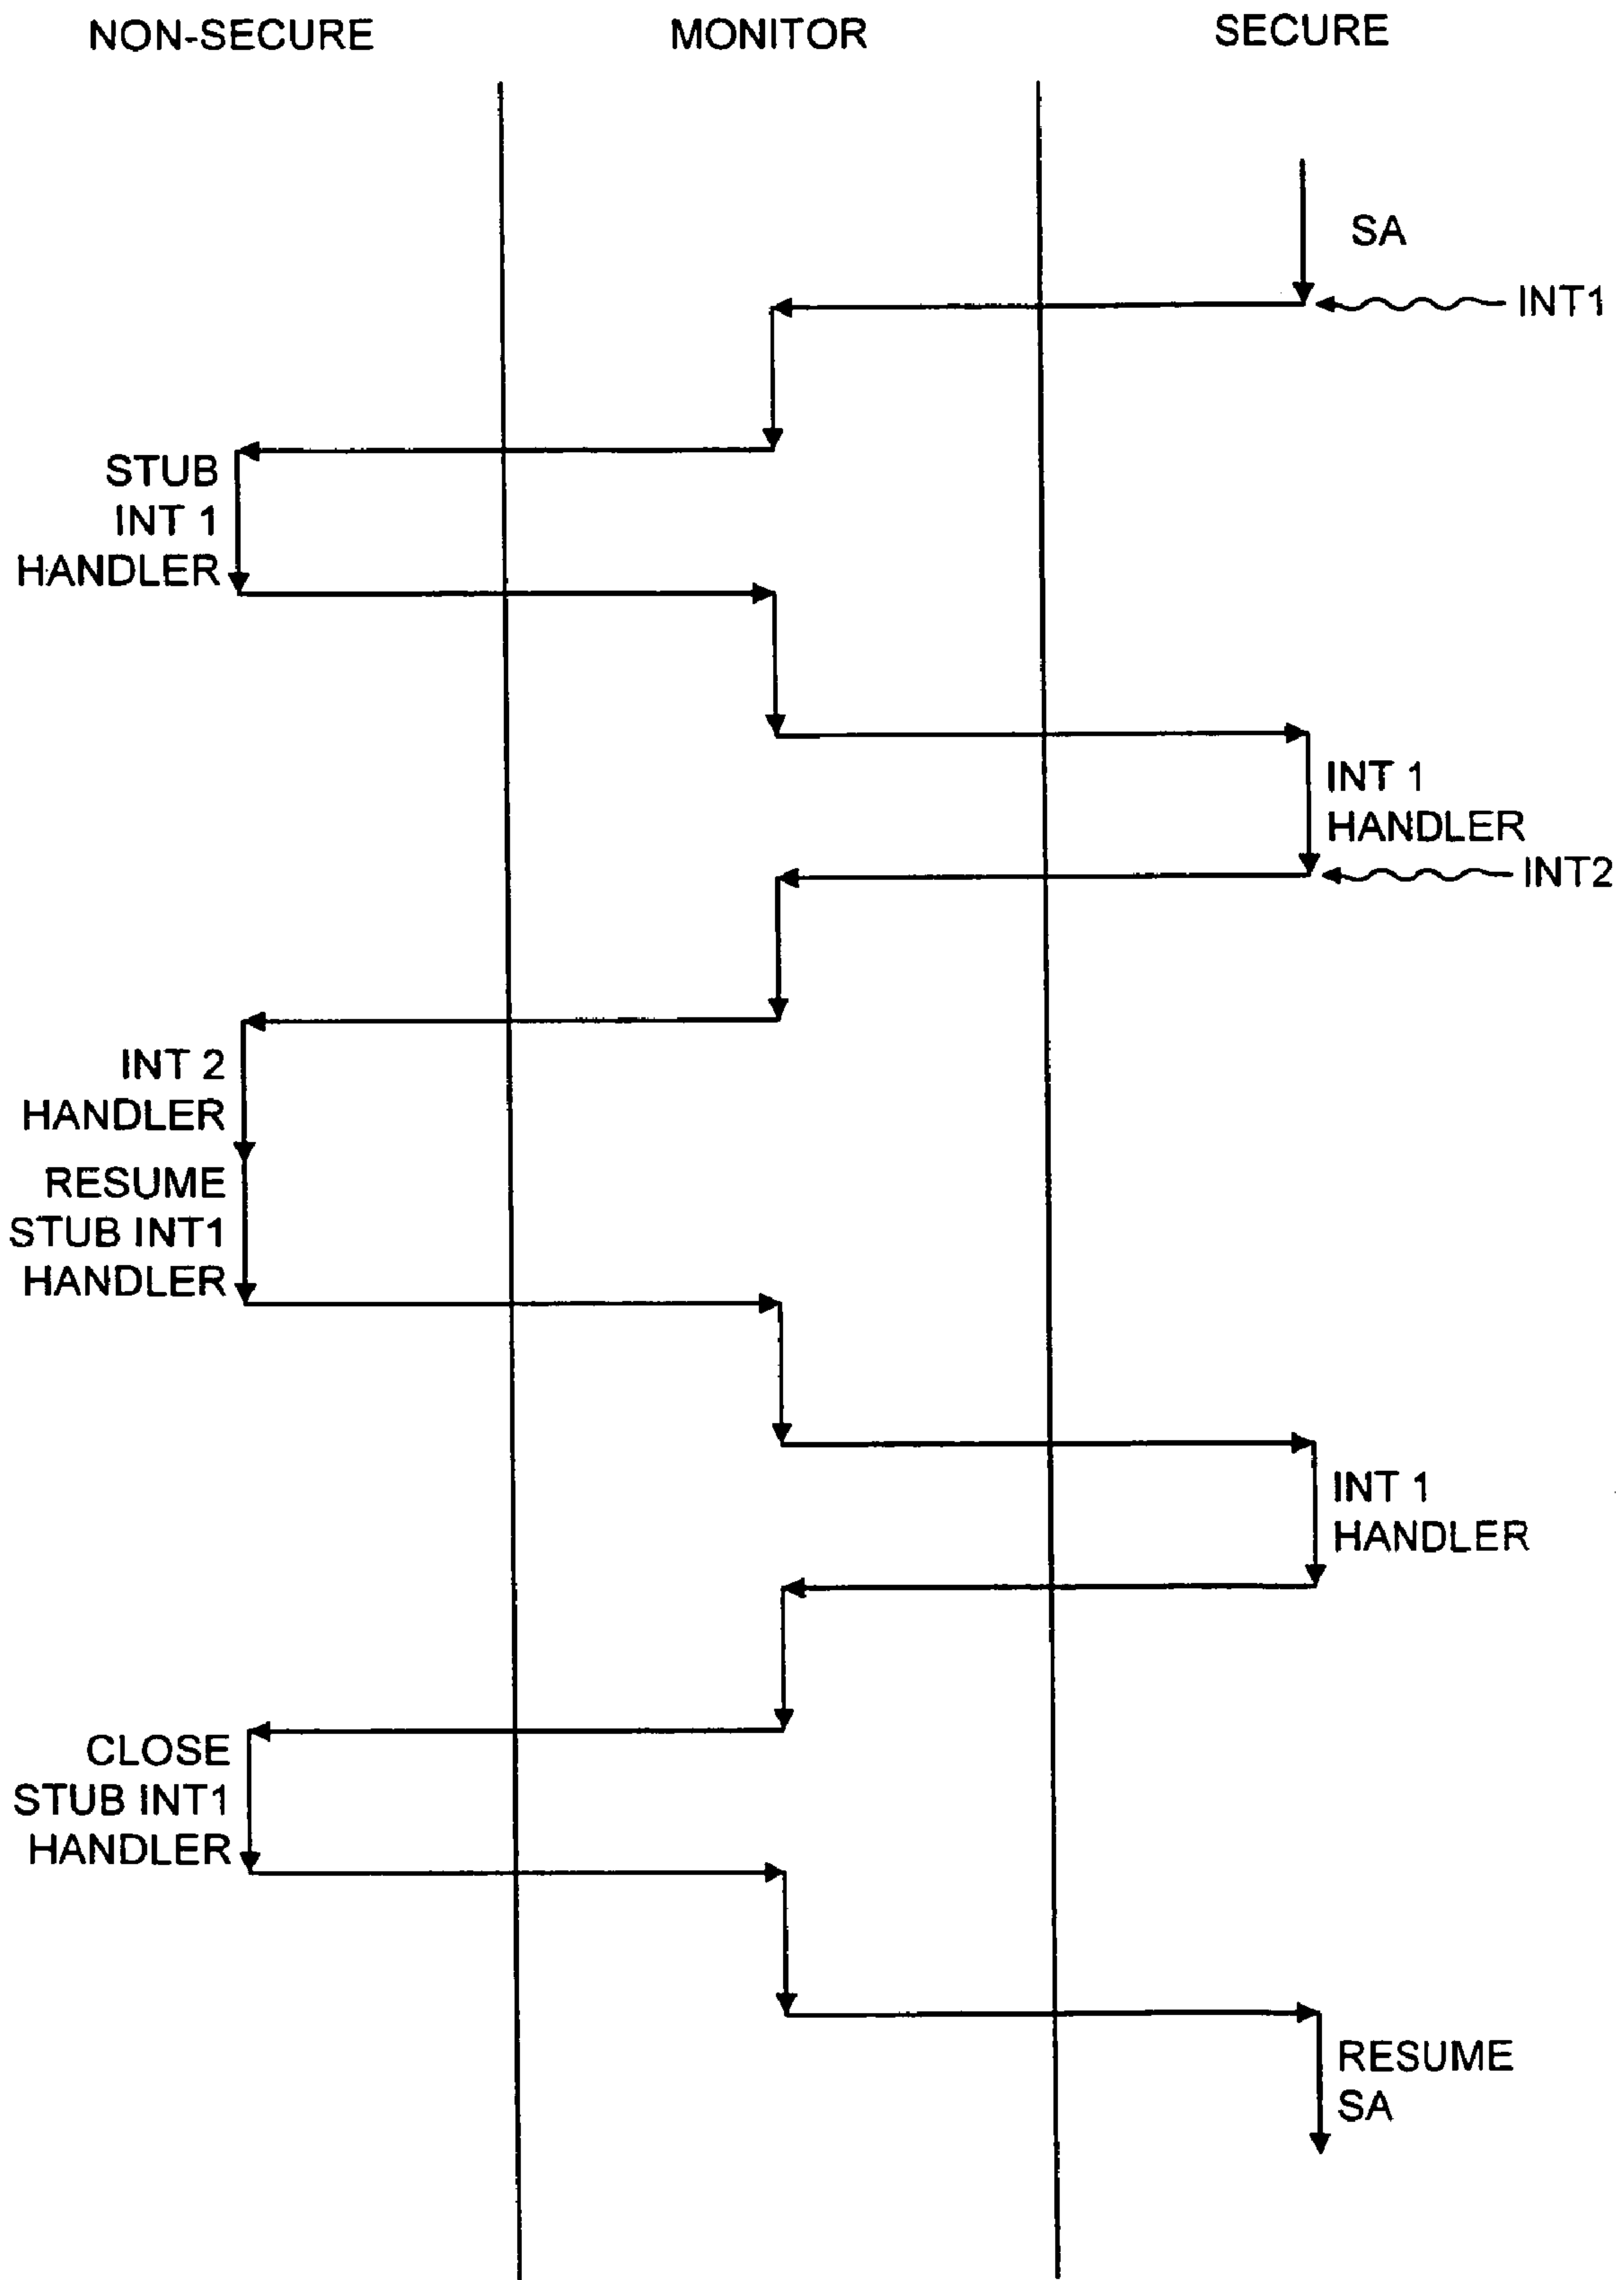 NON-SECURE
MONITOR
SECURE
SA
INT1
STUB
INT 1
HANDLER
INT 1
HANDLER
INT2
INT 2
HANDLER
RESUME
STUB INT1
HANDLER
INT 1
HANDLER
CLOSE
STUB INT1
HANDLER
RESUME
SA